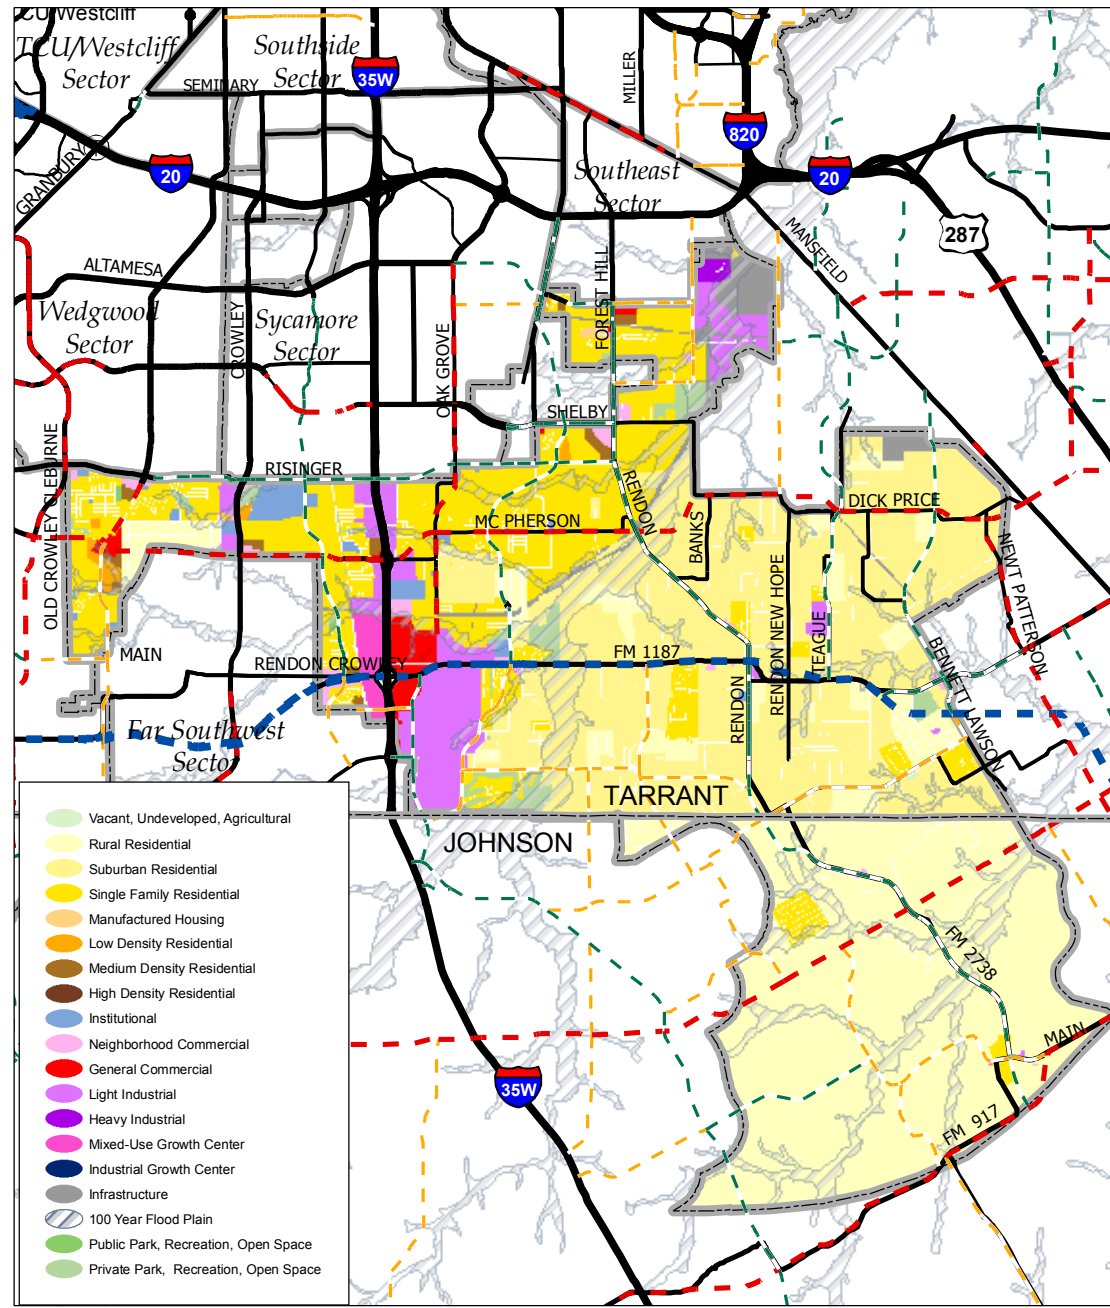 CU/Westcliff
TCU/Westcliff
Sector
Southside
Sector
35W
SEMINARY
MILLER
820
20
GRANBURY
20
Southeast
Sector
287
MANSFIELD
ALTAMESA
FOREST HILL
Wedgwood
Sector
CROWLEY
Sycamore
Sector
OAK GROVE
SHELBY
OLD CROWLEY CLEBURNE
RISINGER
RENDON
DICK PRICE
MC PHERSON
BANKS
NEWT PATTERSON
RENDON NEW HOPE
TEAGUE
MAIN
RENDON CROWLEY
FM 1187
BENNETT LAWSON
RENDON
Far Southwest
Sector
TARRANT
JOHNSON
Vacant, Undeveloped, Agricultural
Rural Residential
Suburban Residential
Single Family Residential
Manufactured Housing
Low Density Residential
Medium Density Residential
High Density Residential
Institutional
Neighborhood Commercial
General Commercial
Light Industrial
Heavy Industrial
Mixed-Use Growth Center
Industrial Growth Center
Infrastructure
100 Year Flood Plain
Public Park, Recreation, Open Space
Private Park, Recreation, Open Space
FM 2738
MAIN
35W
FM 917